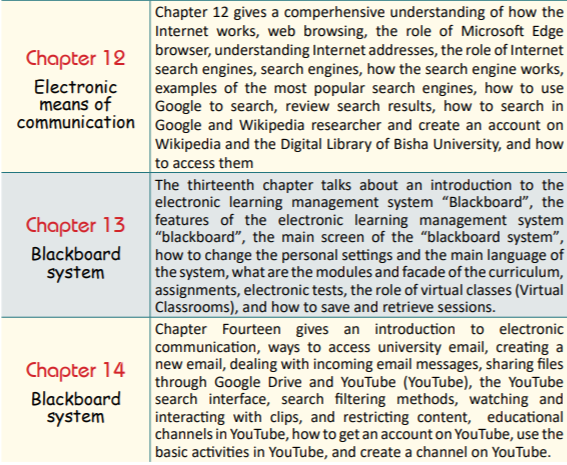 Chapter 12
Electronic
means of
communication
Chapter 12 gives a comperhensive understanding of how the
Internet works, web browsing, the role of Microsoft Edge
browser, understanding Internet addresses, the role of Internet
search engines, search engines, how the search engine works,
examples of the most popular search engines, how to use
Google to search, review search results, how to search in
Google and Wikipedia researcher and create an account on
Wikipedia and the Digital Library of Bisha University, and how
to access them
Chapter 13
Blackboard
system
The thirteenth chapter talks about an introduction to the
electronic learning management system “Blackboard”, the
features of the electronic learning management system
“blackboard”, the main screen of the “blackboard system”,
how to change the personal settings and the main language of
the system, what are the modules and facade of the curriculum,
assignments, electronic tests, the role of virtual classes (Virtual
Classrooms), and how to save and retrieve sessions.
Chapter 14
Blackboard
system
Chapter Fourteen gives an introduction to electronic
communication, ways to access university email, creating a
new email, dealing with incoming email messages, sharing files
through Google Drive and YouTube (YouTube), the YouTube
search interface, search filtering methods, watching and
interacting with clips, and restricting content, educational
channels in YouTube, how to get an account on YouTube, use the
basic activities in YouTube, and create a channel on YouTube.